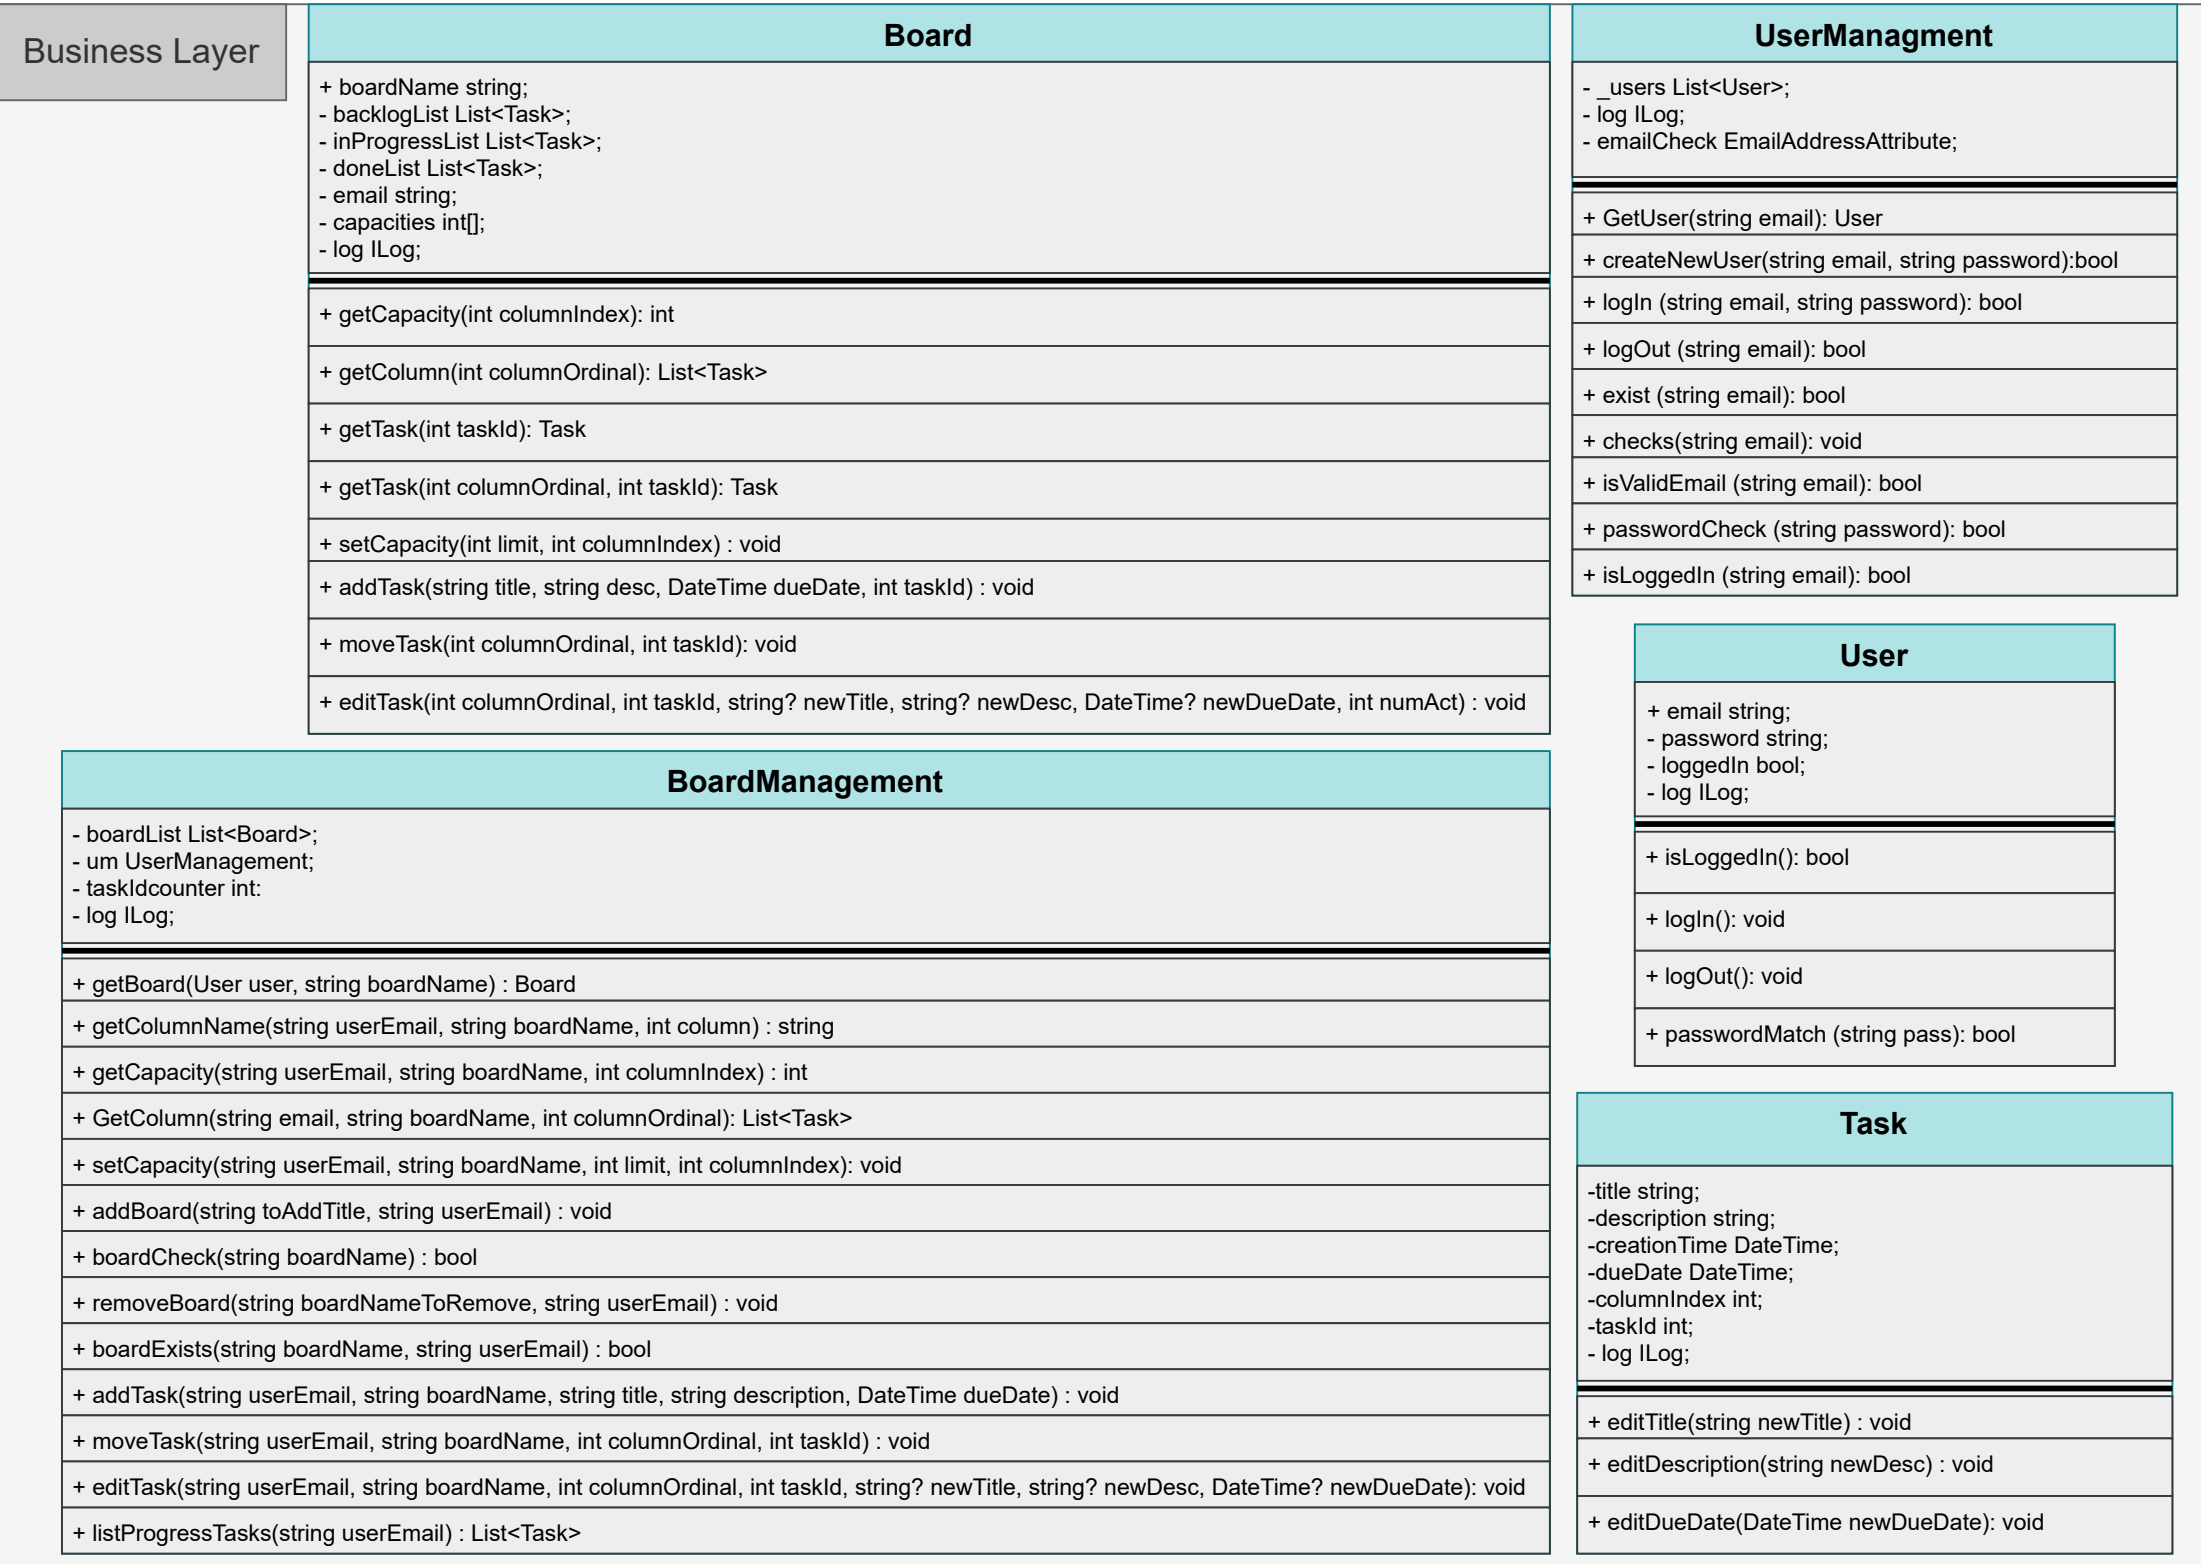 Business Layer
Board
+ boardName string;
- backlogList List<Task>;
- inProgressList List<Task>;
- doneList List<Task>;
- email string;
- capacities int[];
- log ILog;
+ getCapacity(int columnIndex): int
+ getColumn(int columnOrdinal): List<Task>
+ getTask(int taskId): Task
+ getTask(int columnOrdinal, int taskId): Task
+ setCapacity(int limit, int columnIndex) : void
+ addTask(string title, string desc, DateTime dueDate, int taskId) : void
+ moveTask(int columnOrdinal, int taskId): void
+ editTask(int columnOrdinal, int taskId, string? newTitle, string? newDesc, DateTime? newDueDate, int numAct) : void
UserManagment
- _users List<User>;
- log ILog;
- emailCheck EmailAddressAttribute;
+ GetUser(string email): User
+ createNewUser(string email, string password):bool
+ logIn (string email, string password): bool
+ logOut (string email): bool
+ exist (string email): bool
+ checks(string email): void
+ isValidEmail (string email): bool
+ passwordCheck (string password): bool
+ isLoggedIn (string email): bool
User
+ email string;
- password string;
- loggedIn bool;
- log ILog;
+ isLoggedIn(): bool
+ logIn(): void
+ logOut(): void
+ passwordMatch (string pass): bool
BoardManagement
- boardList List<Board>;
- um UserManagement;
- taskIdcounter int:
- log ILog;
+ getBoard(User user, string boardName) : Board
+ getColumnName(string userEmail, string boardName, int column) : string
+ getCapacity(string userEmail, string boardName, int columnIndex) : int
+ GetColumn(string email, string boardName, int columnOrdinal): List<Task>
+ setCapacity(string userEmail, string boardName, int limit, int columnIndex): void
+ addBoard(string toAddTitle, string userEmail) : void
+ boardCheck(string boardName) : bool
+ removeBoard(string boardNameToRemove, string userEmail) : void
+ boardExists(string boardName, string userEmail) : bool
+ addTask(string userEmail, string boardName, string title, string description, DateTime dueDate) : void
+ moveTask(string userEmail, string boardName, int columnOrdinal, int taskId) : void
+ editTask(string userEmail, string boardName, int columnOrdinal, int taskId, string? newTitle, string? newDesc, DateTime? newDueDate): void
+ listProgressTasks(string userEmail) : List<Task>
Task
-title string;
-description string;
-creationTime DateTime;
-dueDate DateTime;
-columnIndex int;
-taskId int;
- log ILog;
+ editTitle(string newTitle) : void
+ editDescription(string newDesc) : void
+ editDueDate(DateTime newDueDate): void